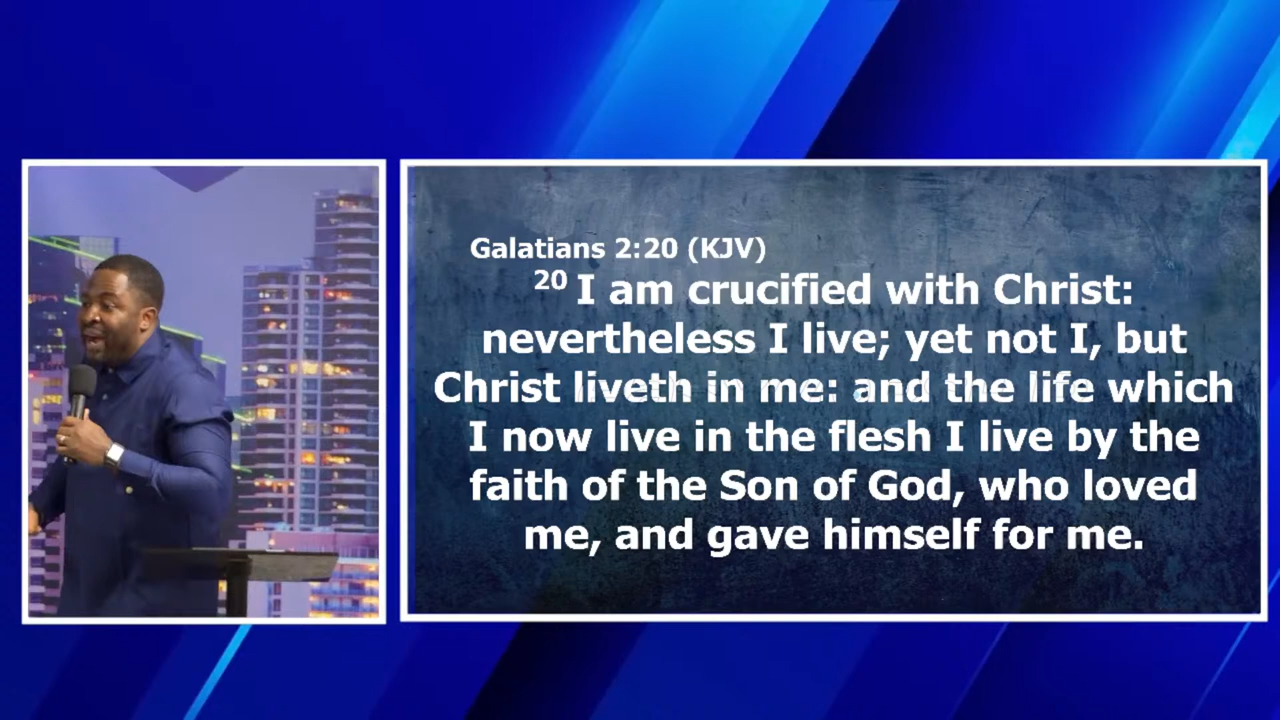 Galatians 2:20 (KJV)
20 I am crucified with Christ:
nevertheless I live; yet not I, but
Christ liveth in me: and the life which
I now live in the flesh I live by the
faith of the Son of God, who loved
me, and gave himself for me.